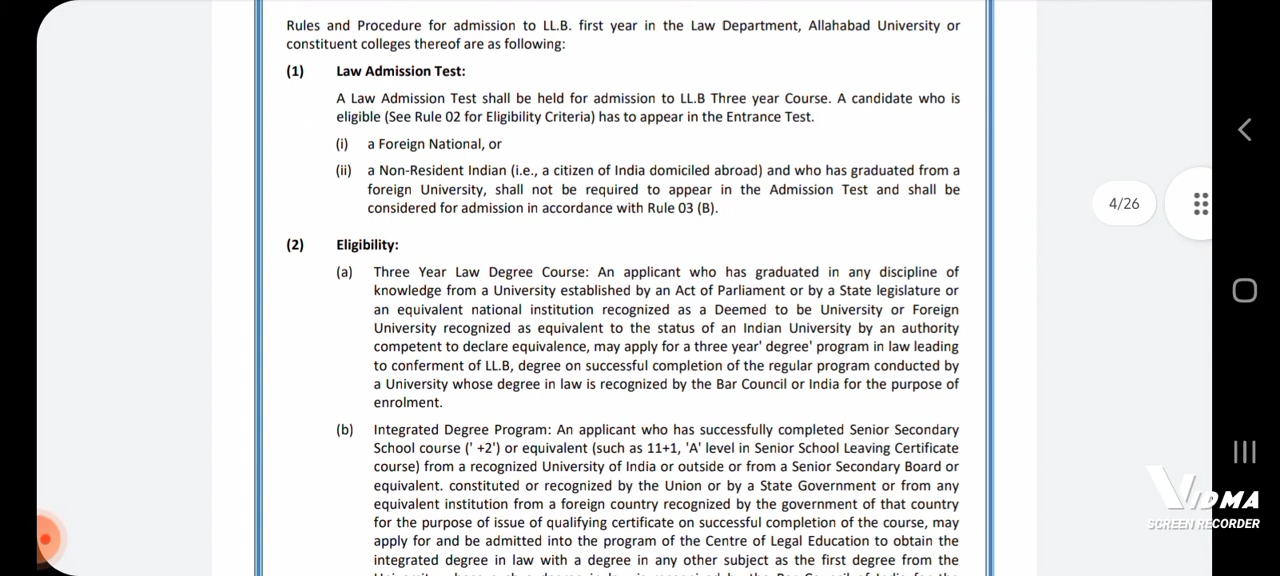 Rules and Procedure for admission to LL.B. first year in the Law Department, Allahabad University or
constituent colleges thereof are as following:
(1) Law Admission Test:
A Law Admission Test shall be held for admission to LL.B Three year Course. A candidate who is
eligible (See Rule 02 for Eligibility Criteria) has to appear in the Entrance Test.
(i) a Foreign National, or
(ii) a Non-Resident Indian (i.e., a citizen of India domiciled abroad) and who has graduated from a
foreign University, shall not be required to appear in the Admission Test and shall be
considered for admission in accordance with Rule 03 (B).
4/26
(2) Eligibility:
(a) Three Year Law Degree Course: An applicant who has graduated in any discipline of
knowledge from a University established by an Act of Parliament or by a State legislature or
an equivalent national institution recognized as a Deemed to be University or Foreign
University recognized as equivalent to the status of an Indian University by an authority
competent to declare equivalence, may apply for a three year' degree' program in law leading
to conferment of LL.B, degree on successful completion of the regular program conducted by
a University whose degree in law is recognized by the Bar Council or India for the purpose of
enrolment.
(b) Integrated Degree Program: An applicant who has successfully completed Senior Secondary
School course (' +2') or equivalent (such as 11+1, 'A' level in Senior School Leaving Certificate
course) from a recognized University of India or outside or from a Senior Secondary Board or
equivalent. constituted or recognized by the Union or by a State Government or from any
equivalent institution from a foreign country recognized by the government of that country
for the purpose of issue of qualifying certificate on successful completion of the course, may
apply for and be admitted into the program of the Centre of Legal Education to obtain the
integrated degree in law with a degree in any other subject as the first degree from the
VIDMA
SCREEN RECORDER